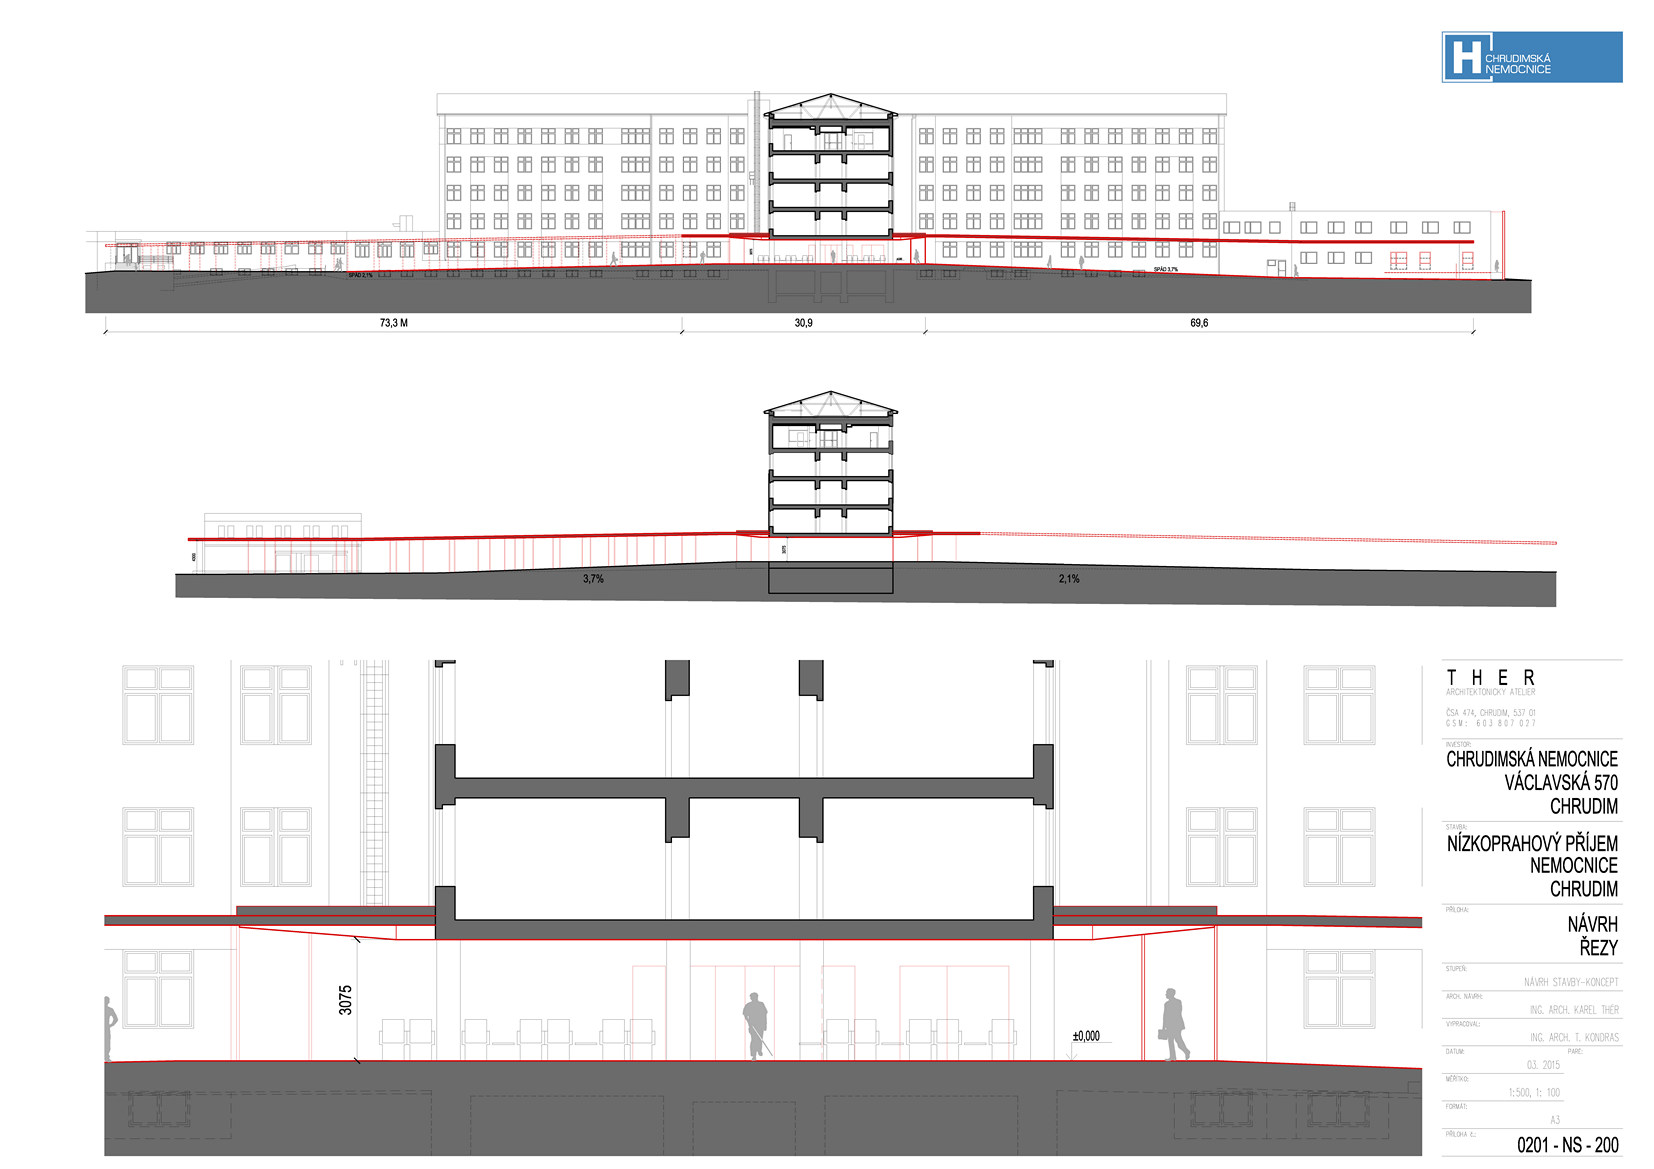 CHRUDIMSKÁ
NEMOCNICE
SPÁD 2,1%
SPÁD 3,7%
73,3 M
30,9
69,6
3075
3,7%
2,1%
3075
±0,000
T H E R
ARCHITEKTONICKÝ ATELIER
ČSA 474, CHRUDIM, 537 01
GSM: 603 807 027
INVESTOR:
CHRUDIMSKÁ NEMOCNICE
VÁCLAVSKÁ 570
CHRUDIM
STAVBA:
NÍZKOPRAHOVÝ PŘÍJEM
NEMOCNICE
CHRUDIM
PŘÍLOHA:
NÁVRH
ŘEZY
STUPEŇ:
NÁVRH STAVBY-KONCEPT
ARCH. NÁVRH:
ING. ARCH. KAREL THÉR
VYPRACOVAL:
ING. ARCH. T. KONDRAS
DATUM: PARÉ:
03. 2015
MĚŘÍTKO:
1:500, 1: 100
FORMÁT:
A3
PŘÍLOHA Č.:
0201 - NS - 200